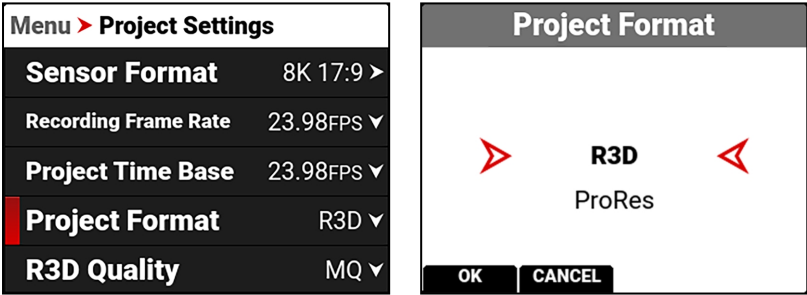 Menu > Project Settings
Sensor Format 8K 17:9 >
Recording Frame Rate 23.98FPS
Project Time Base 23.98FPS
Project Format R3D
R3D Quality MQ
Project Format
R3D
ProRes
OK CANCEL